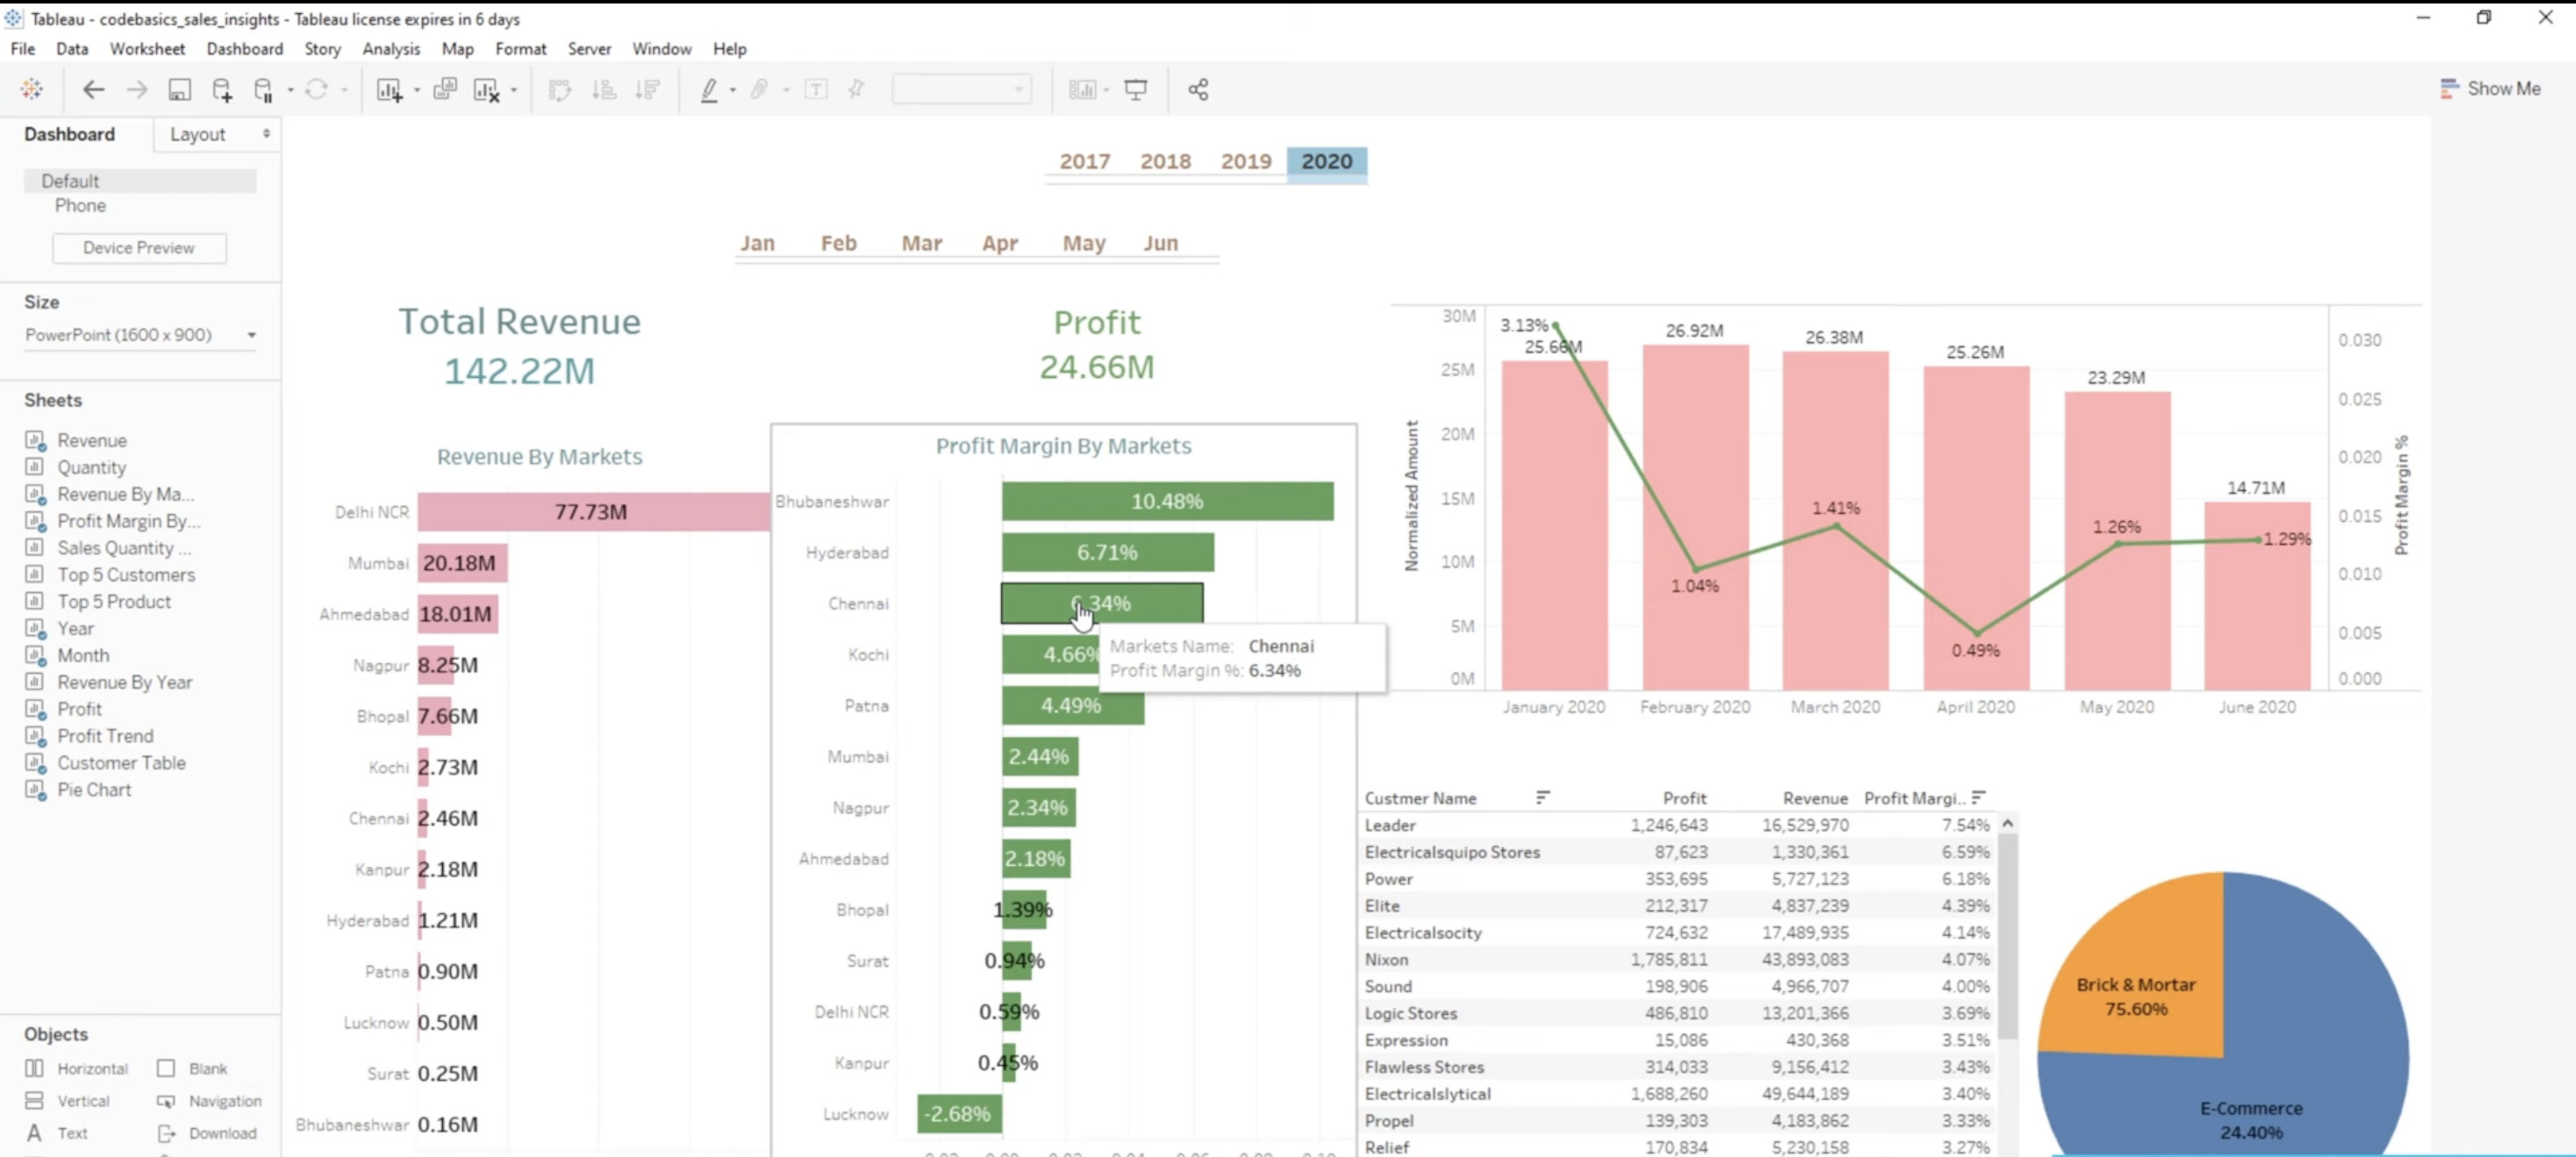 Tableau - codebasics_sales_insights - Tableau license expires in 6 days
File Data Worksheet Dashboard Story Analysis Map Format Server Window Help
Show Me
Dashboard Layout
Default
Phone
Device Preview
Size
PowerPoint (1600 x 900)
Sheets
Revenue
Quantity
Revenue By Ma...
Profit Margin By...
Sales Quantity ...
Top 5 Customers
Top 5 Product
Year
Month
Revenue By Year
Profit
Profit Trend
Customer Table
Pie Chart
Objects
Horizontal Blank
Vertical Navigation
Text Download
2017 2018 2019 2020
Jan Feb Mar Apr May Jun
Total Revenue
142.22M
Profit
24.66M
Revenue By Markets
Delhi NCR 77.73M
Mumbai 20.18M
Ahmedabad 18.01M
Nagpur 8.25M
Bhopal 7.66M
Kochi 2.73M
Chennai 2.46M
Kanpur 2.18M
Hyderabad 1.21M
Patna 0.90M
Lucknow 0.50M
Surat 0.25M
Bhubaneshwar 0.16M
Profit Margin By Markets
Bhubaneshwar 10.48%
Hyderabad 6.71%
Chennai 6.34%
Kochi 4.66%
Patna 4.49%
Mumbai 2.44%
Nagpur 2.34%
Ahmedabad 2.18%
Bhopal 1.39%
Surat 0.94%
Delhi NCR 0.59%
Kanpur 0.45%
Lucknow -2.68%
Markets Name: Chennai
Profit Margin %: 6.34%
Normalized Amount
30M
25M
20M
15M
10M
5M
0M
3.13%
25.66M
26.92M
26.38M
25.26M
23.29M
14.71M
1.04%
1.41%
0.49%
1.26%
1.29%
0.030
0.025
0.020
0.015
0.010
0.005
0.000
Profit Margin %
January 2020 February 2020 March 2020 April 2020 May 2020 June 2020
Custmer Name Profit Revenue Profit Margi..
Leader 1,246,643 16,529,970 7.54%
Electricalsquipo Stores 87,623 1,330,361 6.59%
Power 353,695 5,727,123 6.18%
Elite 212,317 4,837,239 4.39%
Electricalsocity 724,632 17,489,935 4.14%
Nixon 1,785,811 43,893,083 4.07%
Sound 198,906 4,966,707 4.00%
Logic Stores 486,810 13,201,366 3.69%
Expression 15,086 430,368 3.51%
Flawless Stores 314,033 9,156,412 3.43%
Electricalslytical 1,688,260 49,644,189 3.40%
Propel 139,303 4,183,862 3.33%
Relief 170,834 5,230,158 3.27%
Brick & Mortar
75.60%
E-Commerce
24.40%